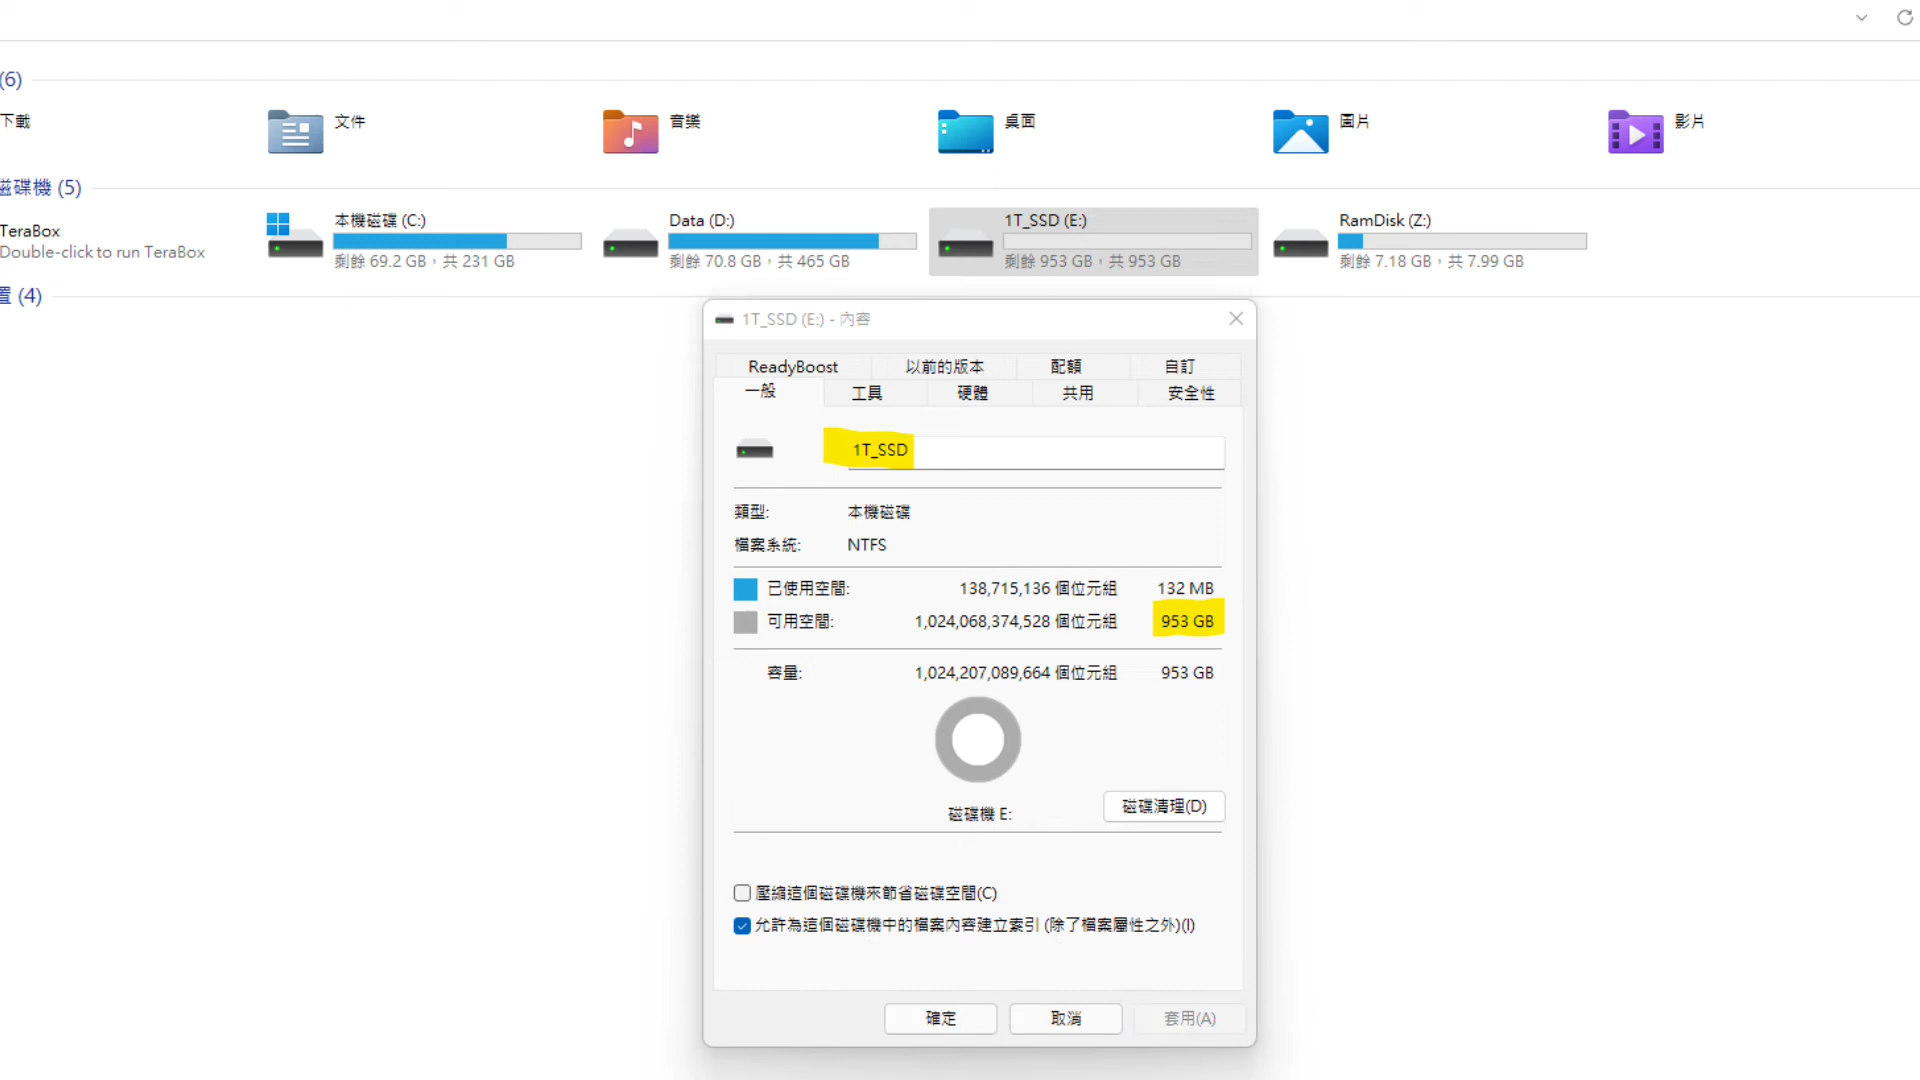 (6)
下載
文件
音樂
桌面
圖片
影片
磁碟機 (5)
TeraBox
Double-click to run TeraBox
本機磁碟 (C:)
剩餘 69.2 GB，共 231 GB
Data (D:)
剩餘 70.8 GB，共 465 GB
1T_SSD (E:)
剩餘 953 GB，共 953 GB
RamDisk (Z:)
剩餘 7.18 GB，共 7.99 GB
置 (4)
1T_SSD (E:) - 內容
ReadyBoost 以前的版本 配額 自訂
一般 工具 硬體 共用 安全性
1T_SSD
類型: 本機磁碟
檔案系統: NTFS
已使用空間: 138,715,136 個位元組 132 MB
可用空間: 1,024,068,374,528 個位元組 953 GB
容量: 1,024,207,089,664 個位元組 953 GB
磁碟機 E:
磁碟清理(D)
壓縮這個磁碟機來節省磁碟空間(C)
允許為這個磁碟機中的檔案內容建立索引 (除了檔案屬性之外)(I)
確定 取消 套用(A)